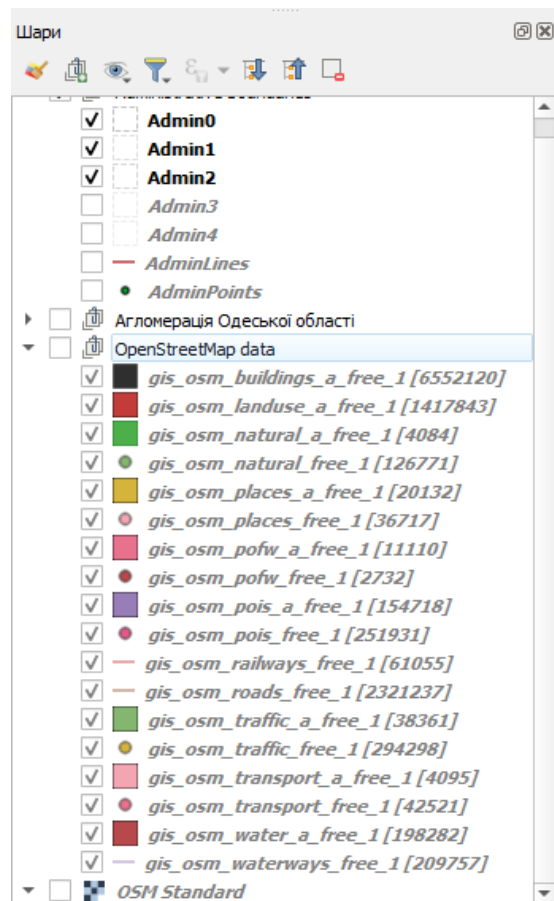 Шари
Admin0
Admin1
Admin2
Admin3
Admin4
AdminLines
AdminPoints
Агломерація Одеської області
OpenStreetMap data
gis_osm_buildings_a_free_1 [6552120]
gis_osm_landuse_a_free_1 [1417843]
gis_osm_natural_a_free_1 [4084]
gis_osm_natural_free_1 [126771]
gis_osm_places_a_free_1 [20132]
gis_osm_places_free_1 [36717]
gis_osm_pofw_a_free_1 [11110]
gis_osm_pofw_free_1 [2732]
gis_osm_pois_a_free_1 [154718]
gis_osm_pois_free_1 [251931]
gis_osm_railways_free_1 [61055]
gis_osm_roads_free_1 [2321237]
gis_osm_traffic_a_free_1 [38361]
gis_osm_traffic_free_1 [294298]
gis_osm_transport_a_free_1 [4095]
gis_osm_transport_free_1 [42521]
gis_osm_water_a_free_1 [198282]
gis_osm_waterways_free_1 [209757]
OSM Standard